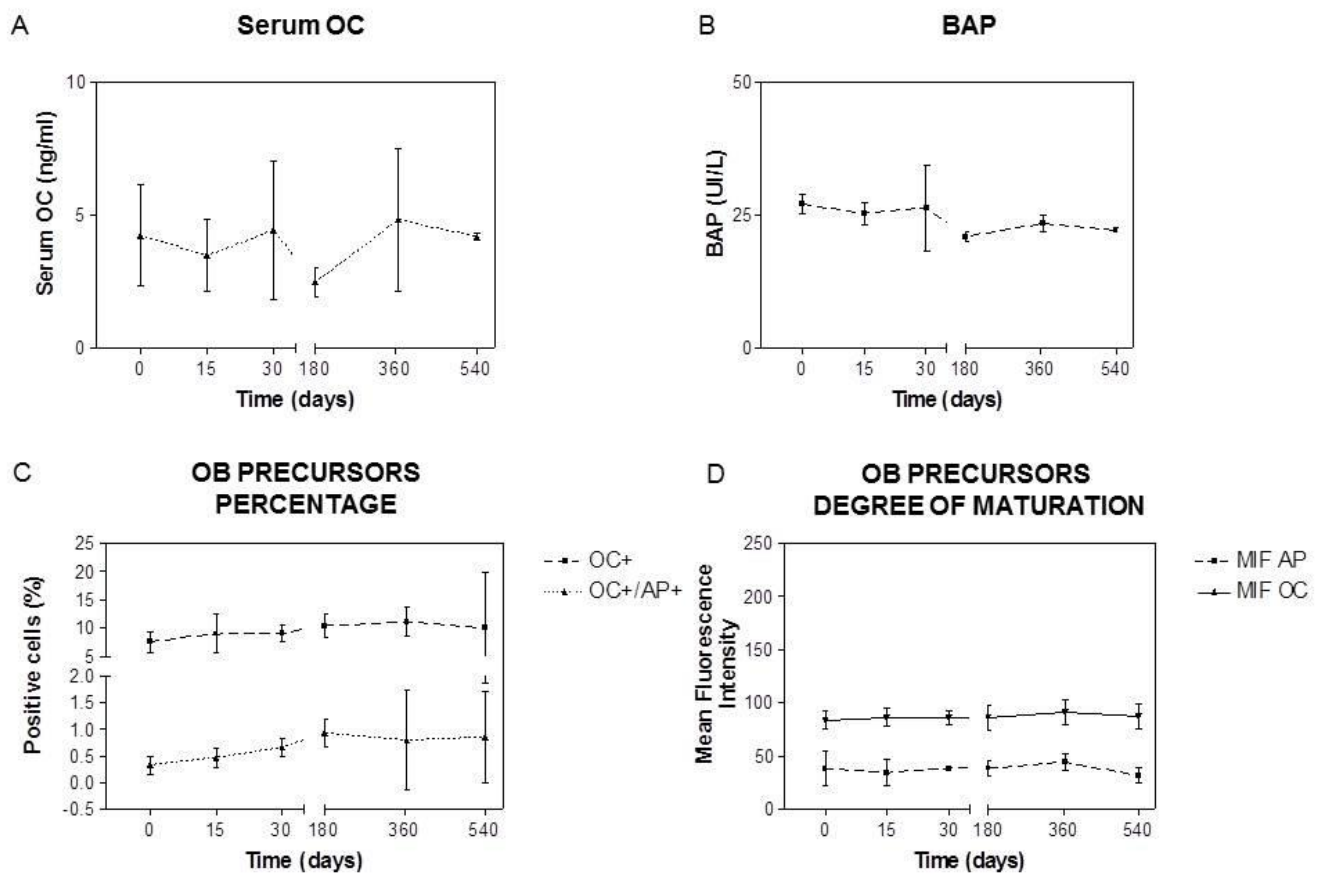 A
Serum OC
Serum OC (ng/ml)
10
5
0
0 15 30 180 360 540
Time (days)
B
BAP
BAP (UI/L)
50
25
0
0 15 30 180 360 540
Time (days)
C
OB PRECURSORS
PERCENTAGE
Positive cells (%)
25
20
15
10
5
2.0
1.5
1.0
0.5
0.0
-0.5
0 15 30 180 360 540
Time (days)
OC+
OC+/AP+
D
OB PRECURSORS
DEGREE OF MATURATION
Mean Fluorescence
Intensity
250
200
150
100
50
0
0 15 30 180 360 540
Time (days)
MIF AP
MIF OC